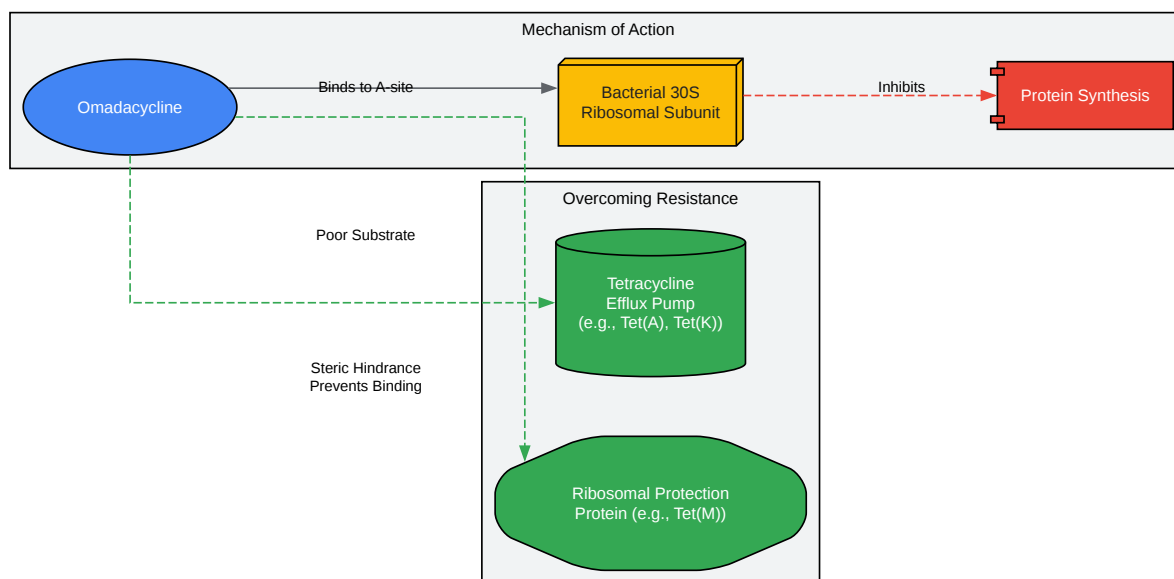 Mechanism of Action
Omadacycline
Binds to A-site
Bacterial 30S
Ribosomal Subunit
Inhibits
Protein Synthesis
Overcoming Resistance
Poor Substrate
Tetracycline
Efflux Pump
(e.g., Tet(A), Tet(K))
Steric Hindrance
Prevents Binding
Ribosomal Protection
Protein (e.g., Tet(M))